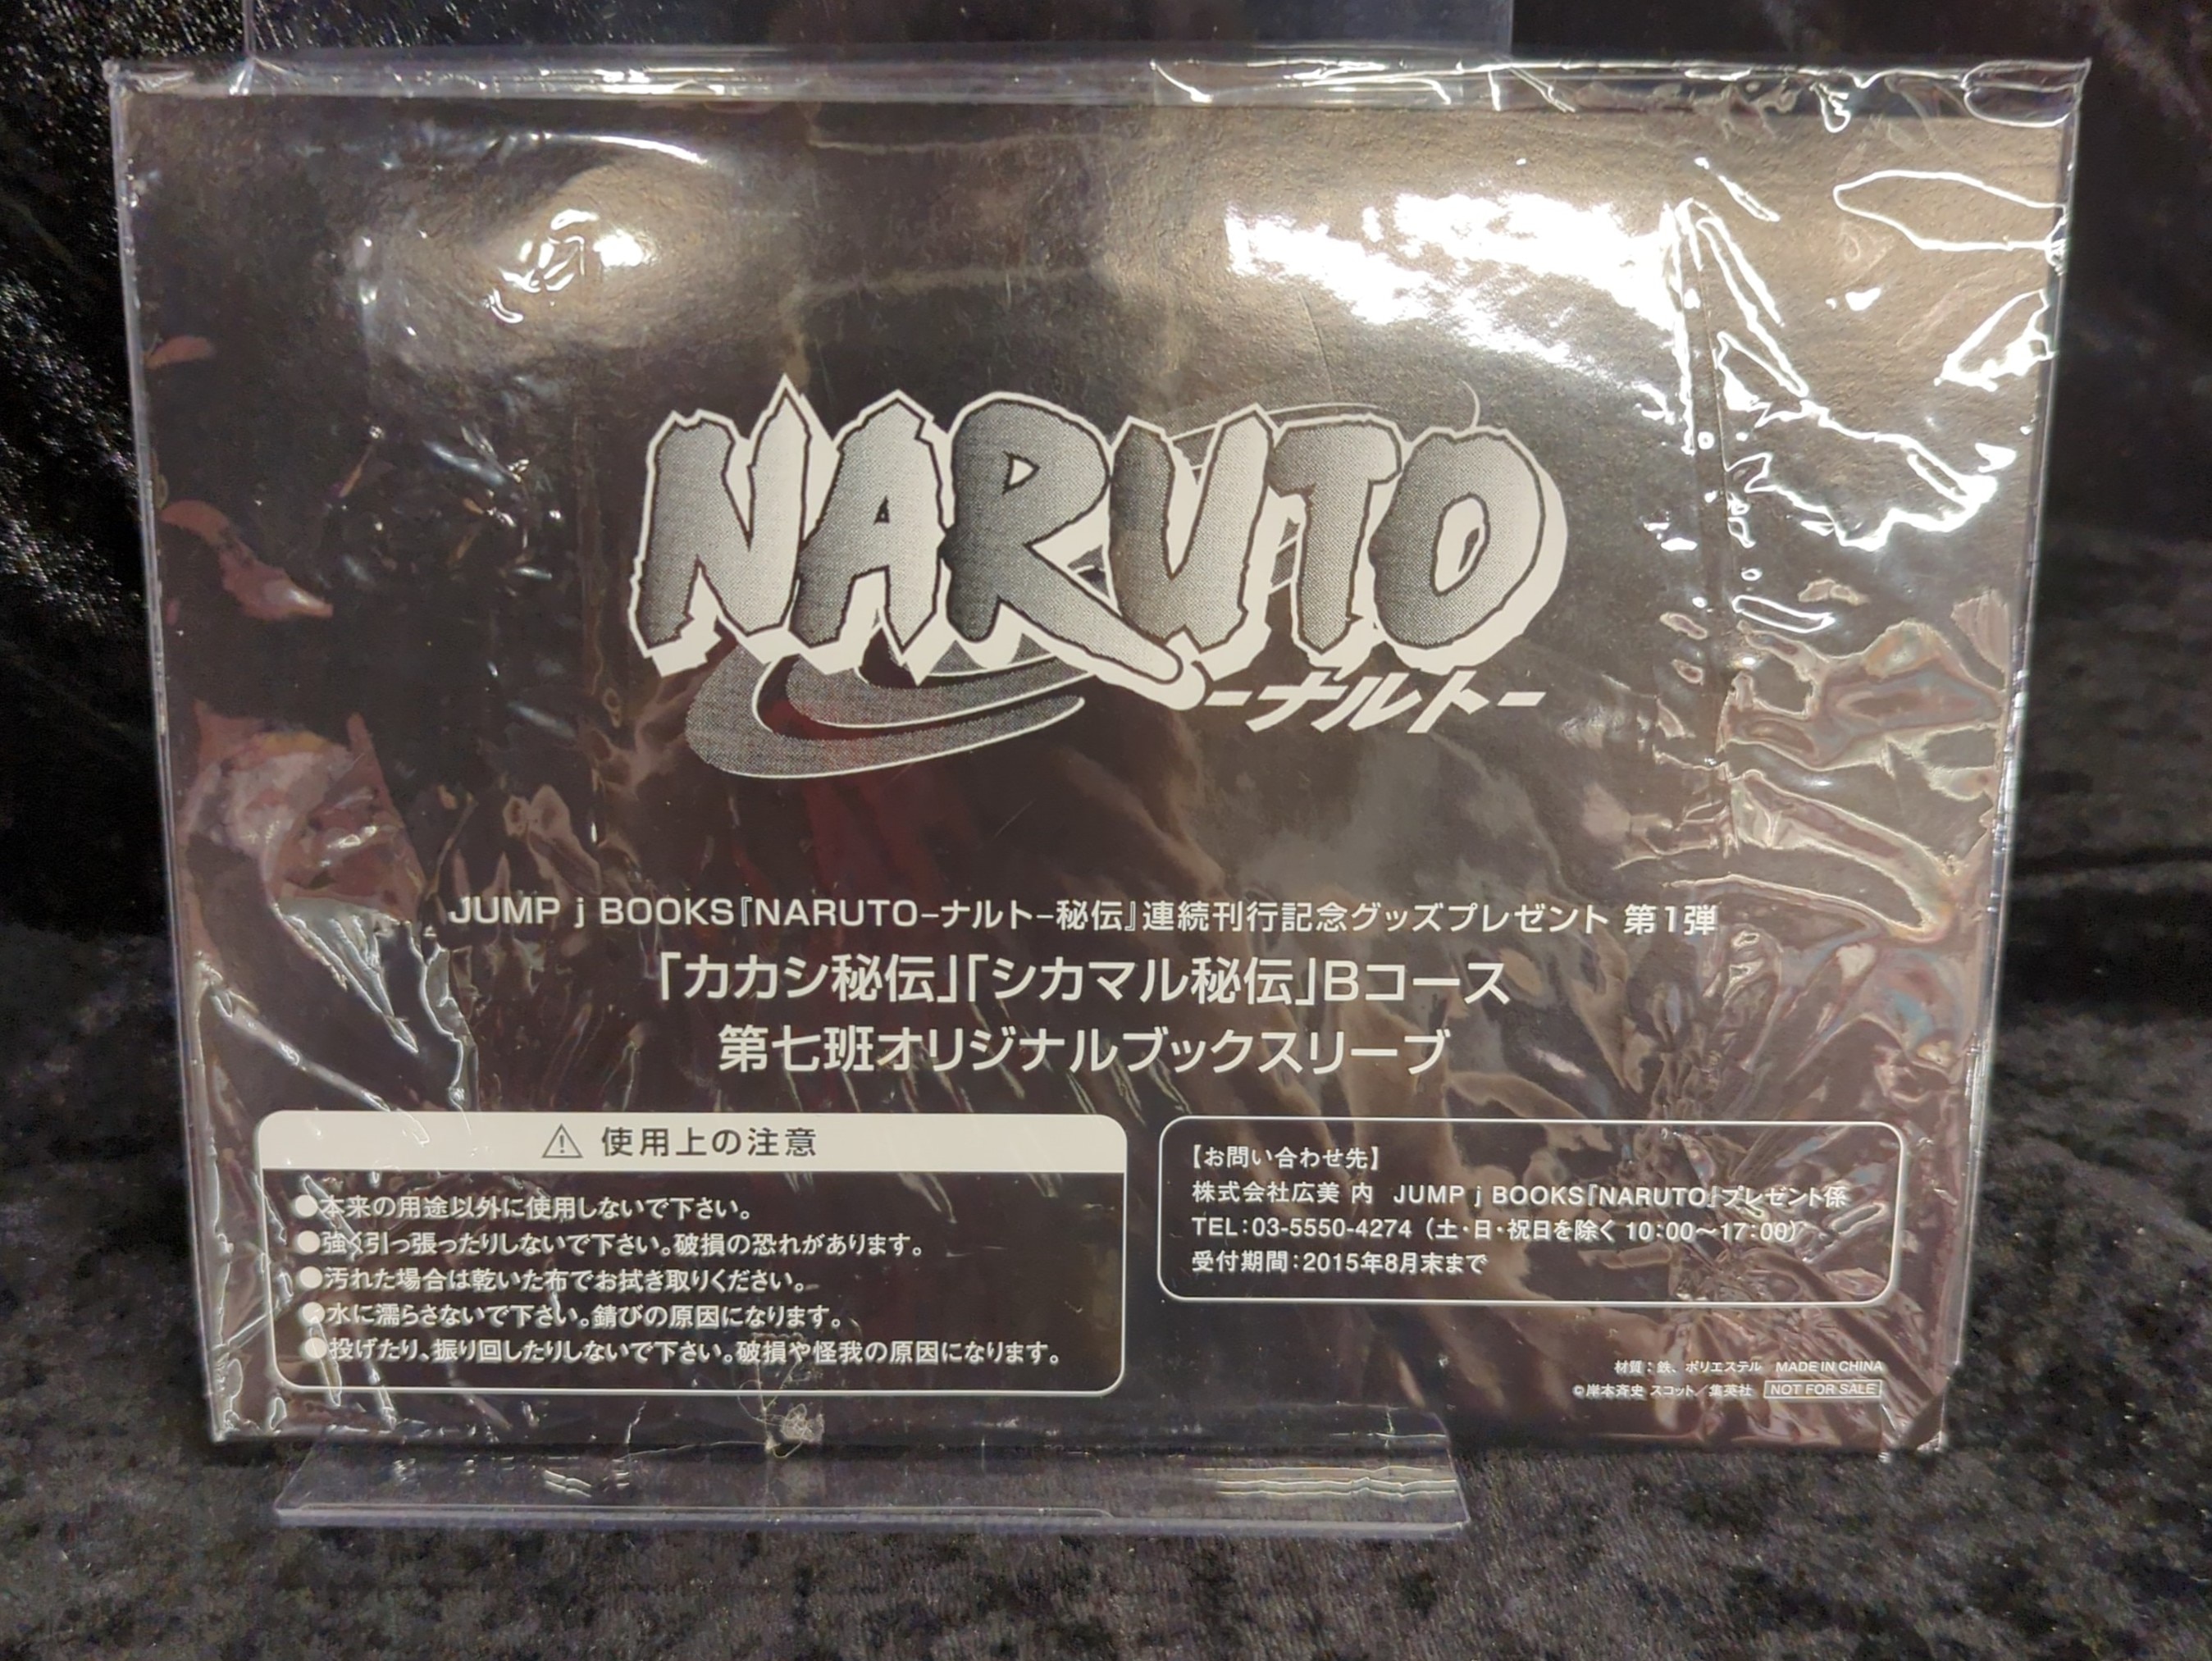 NARUTO
-ナルト-
JUMP j BOOKS『NARUTO-ナルト-秘伝』連続刊行記念グッズプレゼント 第1弾
「カカシ秘伝」「シカマル秘伝」Bコース
第七班オリジナルブックスリーブ
⚠ 使用上の注意
●本来の用途以外に使用しないで下さい。
●強く引っ張ったりしないで下さい。破損の恐れがあります。
●汚れた場合は乾いた布でお拭き取りください。
●水に濡らさないで下さい。錆びの原因になります。
●投げたり、振り回したりしないで下さい。破損や怪我の原因になります。
【お問い合わせ先】
株式会社広美 内 JUMP j BOOKS『NARUTO』プレゼント係
TEL:03-5550-4274 (土・日・祝日を除く 10:00〜17:00)
受付期間:2015年8月末まで
材質:鉄、ポリエステル MADE IN CHINA
©岸本斉史 スコット/集英社 NOT FOR SALE